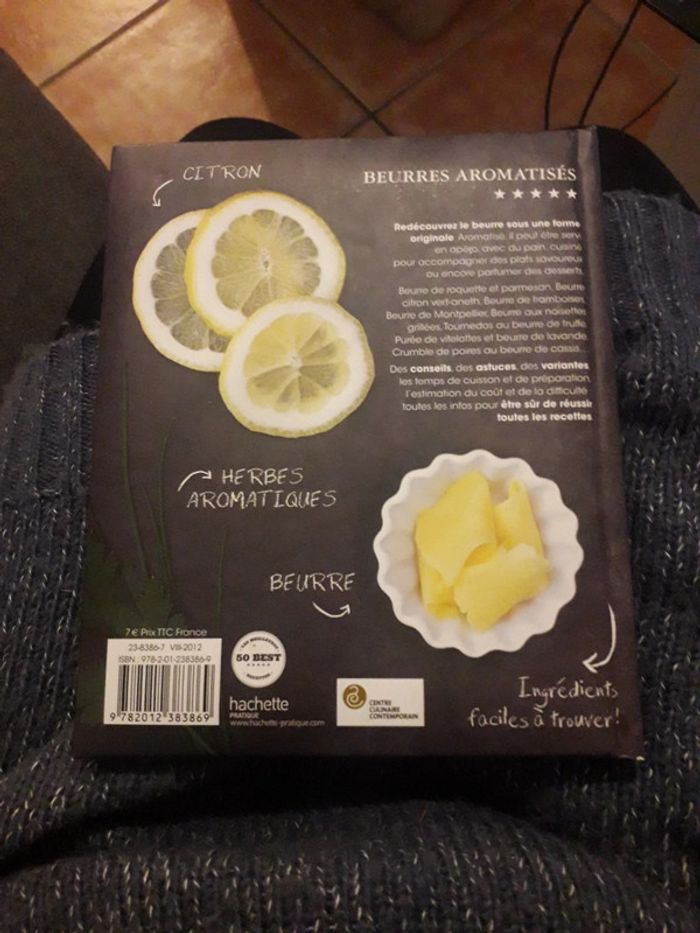 CITRON
BEURRES AROMATISÉS
Redécouvrez le beurre sous une forme
originale. Aromatisé, il peut être servi
en apéro, avec du pain, cuisiné
pour accompagner des plats savoureux
ou encore parfumer des desserts.
Beurre de roquette et parmesan, Beurre
citron vert-aneth, Beurre de framboises,
Beurre de Montpellier, Beurre aux noisettes
grillées, Tournedos au beurre de truffe,
Purée de vitelottes et beurre de lavande,
Crumble de poires au beurre de cassis...
Des conseils, des astuces, des variantes,
les temps de cuisson et de préparation,
l'estimation du coût et de la difficulté :
toutes les infos pour être sûr de réussir
toutes les recettes.
HERBES
AROMATIQUES
BEURRE
Ingrédients
faciles à trouver!
7€ Prix TTC France
23-8386-7 VIII-2012
ISBN : 978-2-01-238386-9
9 782012 383869
LES MEILLEURES
50 BEST
RECETTES
hachette
PRATIQUE
www.hachette-pratique.com
CENTRE
CULINAIRE
CONTEMPORAIN